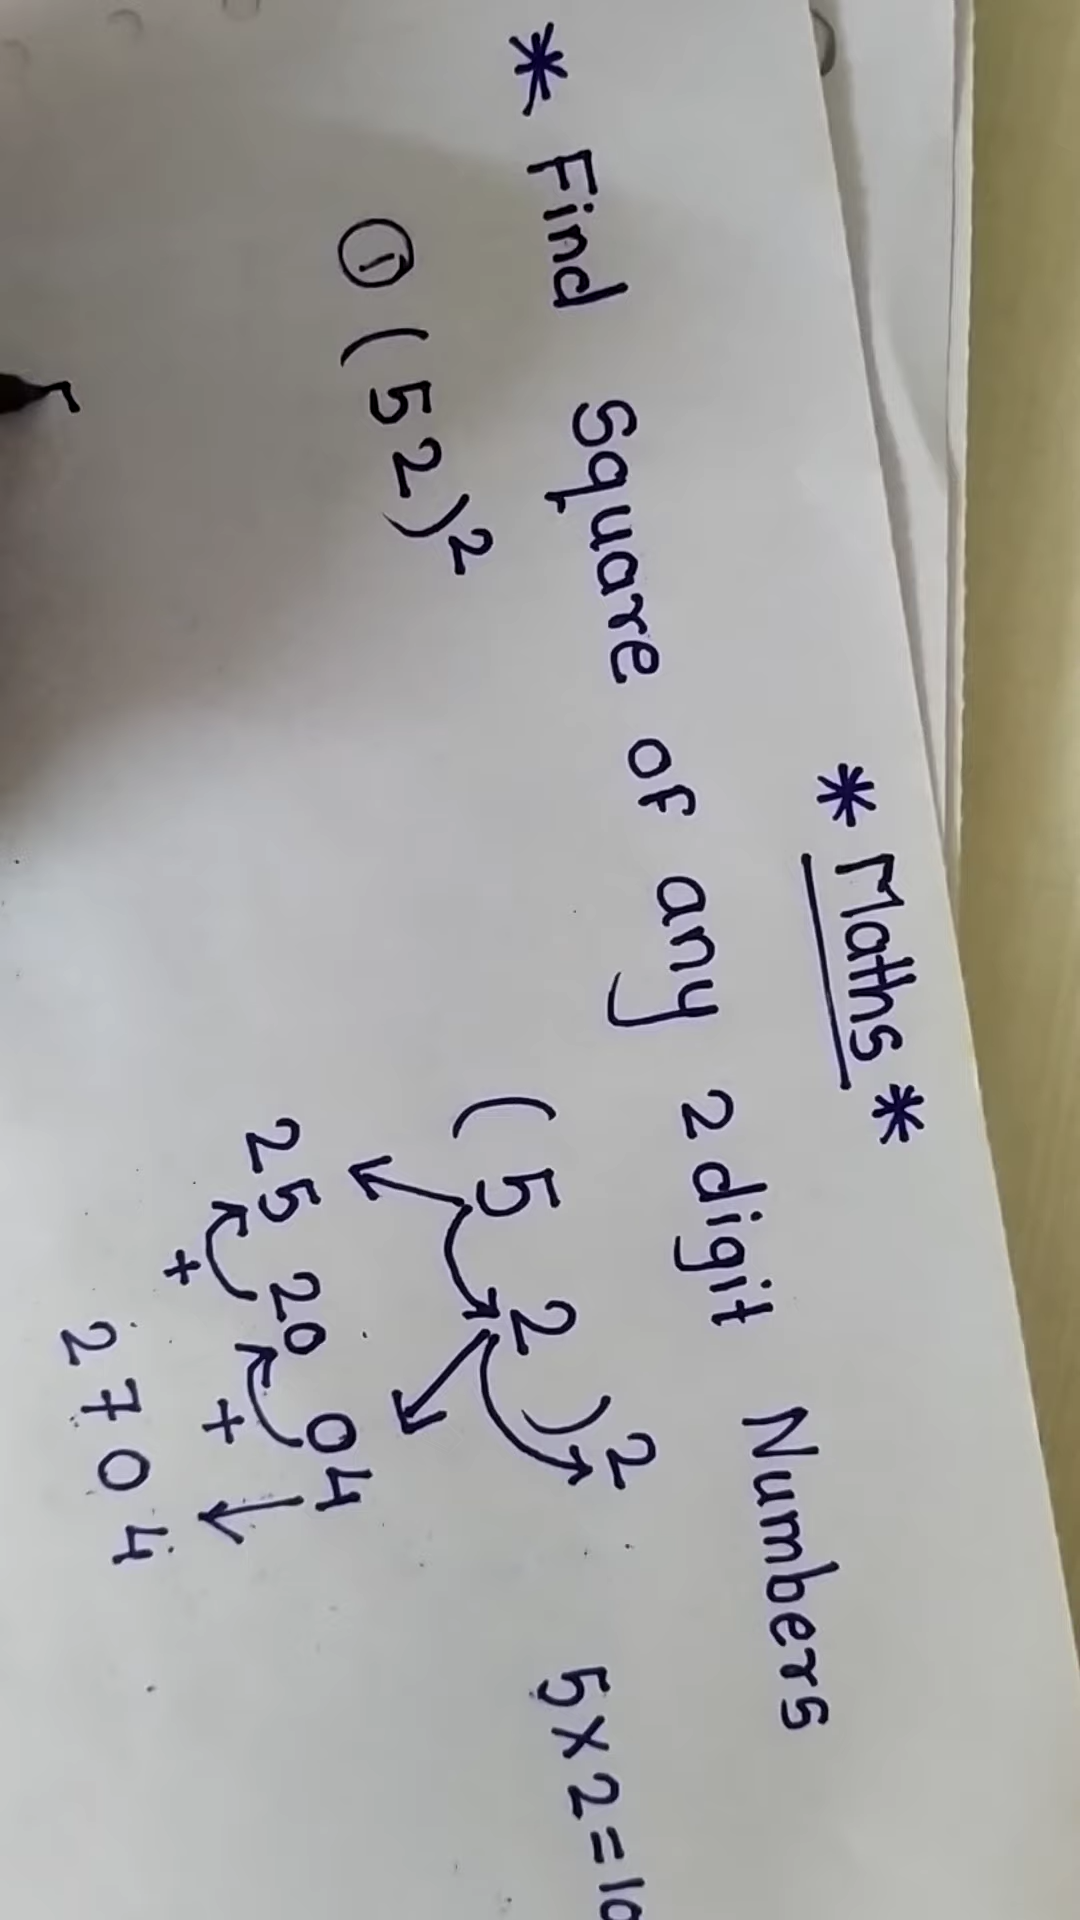 * Maths *
* Find Square of any 2 digit Numbers
① (52)²
(5 2)² 5×2=10
25 20 04
+ +
2704